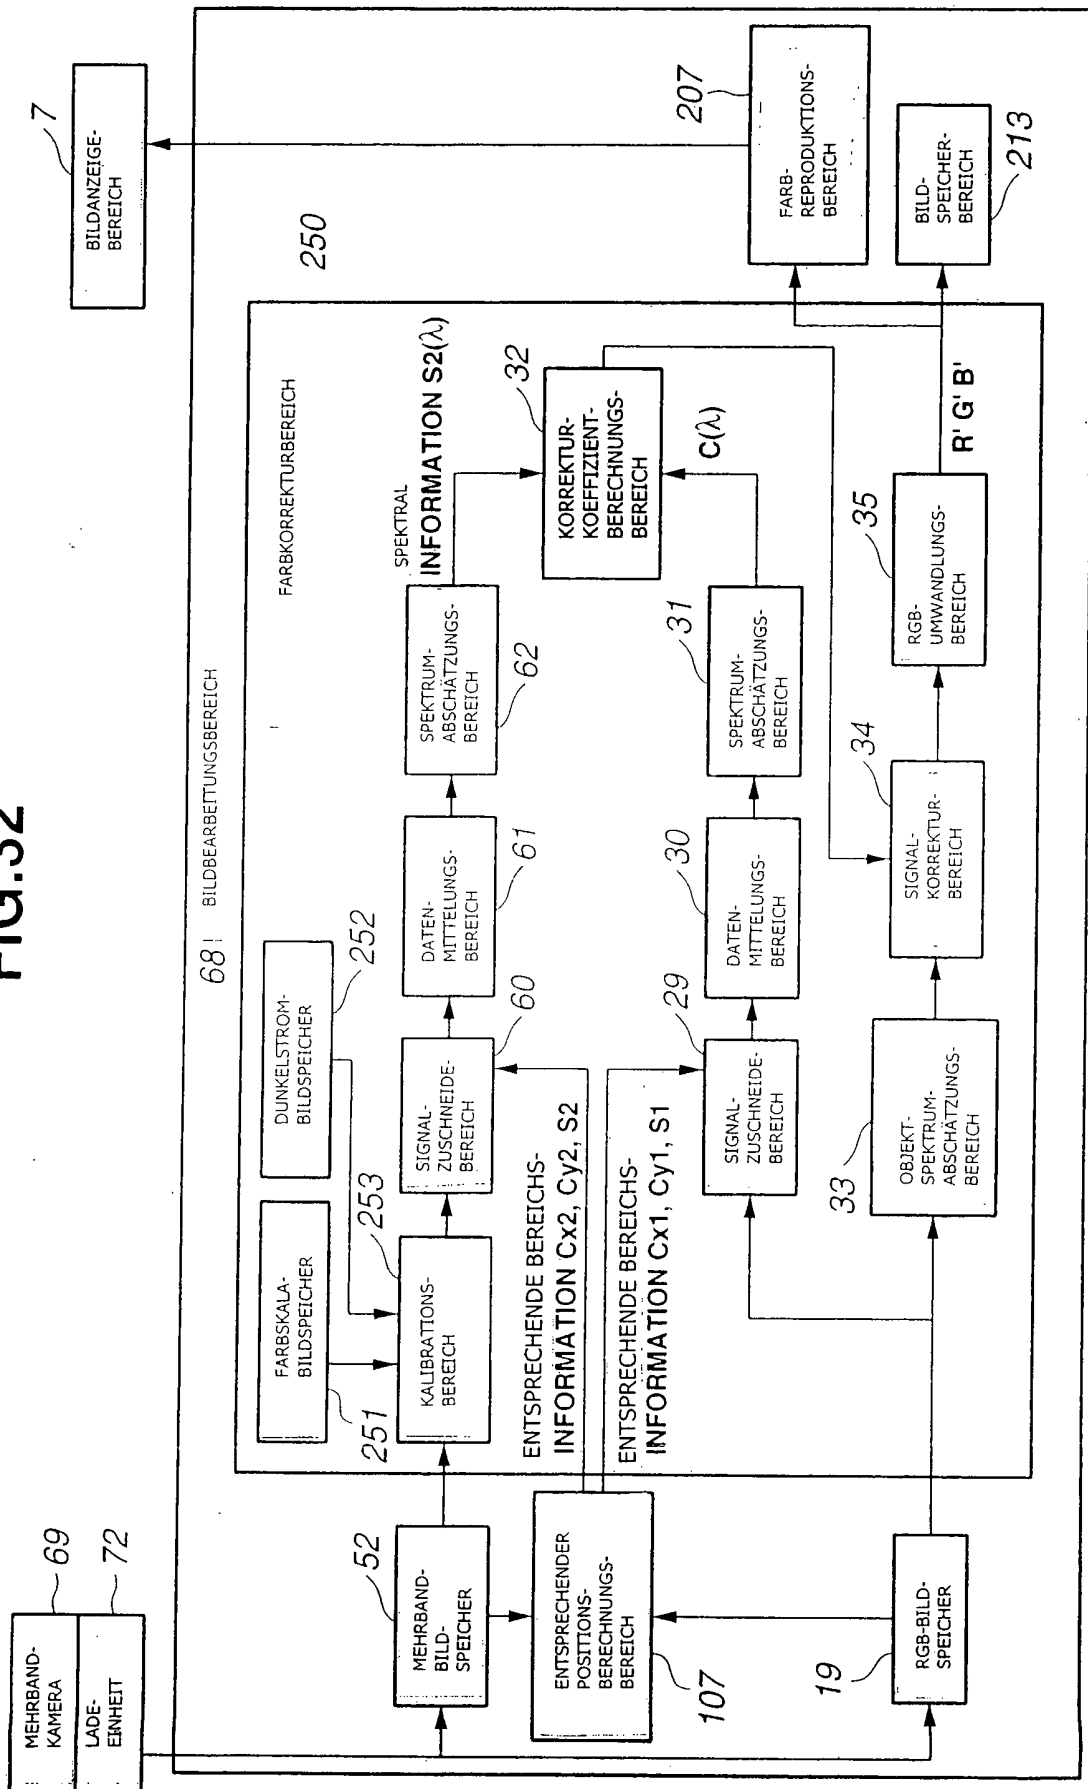 FIG.32
MEHRBAND-
KAMERA
69
LADE-
EINHEIT
72
BILDANZEIGE-
BEREICH
7
68
BILDBEARBEITUNGSBEREICH
250
FARBKORREKTURBEREICH
FARBSKALA-
BILDSPEICHER
251
DUNKELSTROM-
BILDSPEICHER
252
MEHRBAND-
BILD-
SPEICHER
52
KALIBRATIONS-
BEREICH
253
SIGNAL-
ZUSCHNEIDE-
BEREICH
60
DATEN-
MITTELUNGS-
BEREICH
61
SPEKTRUM-
ABSCHÄTZUNGS-
BEREICH
62
SPEKTRAL
INFORMATION S2(λ)
ENTSPRECHENDER
POSITIONS-
BERECHNUNGS-
BEREICH
107
ENTSPRECHENDE BEREICHS-
INFORMATION Cx2, Cy2, S2
ENTSPRECHENDE BEREICHS-
INFORMATION Cx1, Cy1, S1
KORREKTUR-
KOEFFIZIENT-
BERECHNUNGS-
BEREICH
32
C(λ)
SIGNAL-
ZUSCHNEIDE-
BEREICH
29
DATEN-
MITTELUNGS-
BEREICH
30
SPEKTRUM-
ABSCHÄTZUNGS-
BEREICH
31
RGB-BILD-
SPEICHER
19
OBJEKT-
SPEKTRUM-
ABSCHÄTZUNGS-
BEREICH
33
SIGNAL-
KORREKTUR-
BEREICH
34
RGB-
UMWANDLUNGS-
BEREICH
35
R' G' B'
FARB-
REPRODUKTIONS-
BEREICH
207
BILD-
SPEICHER-
BEREICH
213